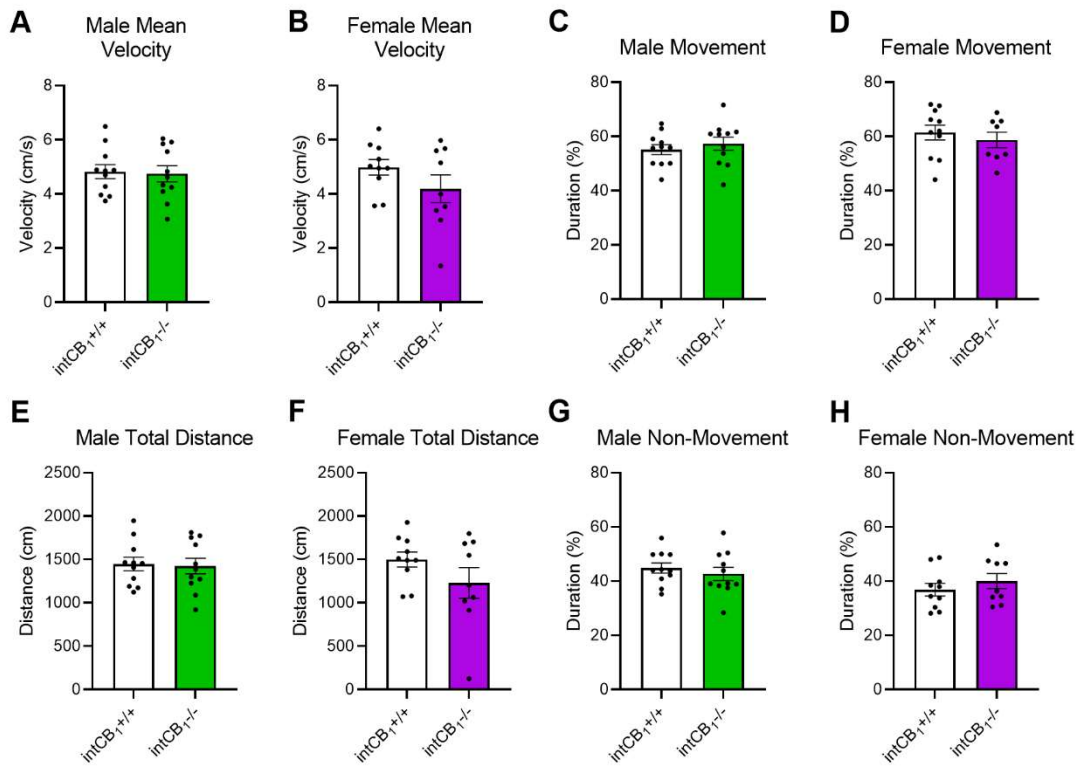 A
Male Mean
Velocity
Velocity (cm/s)
8
6
4
2
0
intCB₁+/+
intCB₁-/-
B
Female Mean
Velocity
Velocity (cm/s)
8
6
4
2
0
intCB₁+/+
intCB₁-/-
C
Male Movement
Duration (%)
80
60
40
20
0
intCB₁+/+
intCB₁-/-
D
Female Movement
Duration (%)
80
60
40
20
0
intCB₁+/+
intCB₁-/-
E
Male Total Distance
Distance (cm)
2500
2000
1500
1000
500
0
intCB₁+/+
intCB₁-/-
F
Female Total Distance
Distance (cm)
2500
2000
1500
1000
500
0
intCB₁+/+
intCB₁-/-
G
Male Non-Movement
Duration (%)
80
60
40
20
0
intCB₁+/+
intCB₁-/-
H
Female Non-Movement
Duration (%)
80
60
40
20
0
intCB₁+/+
intCB₁-/-